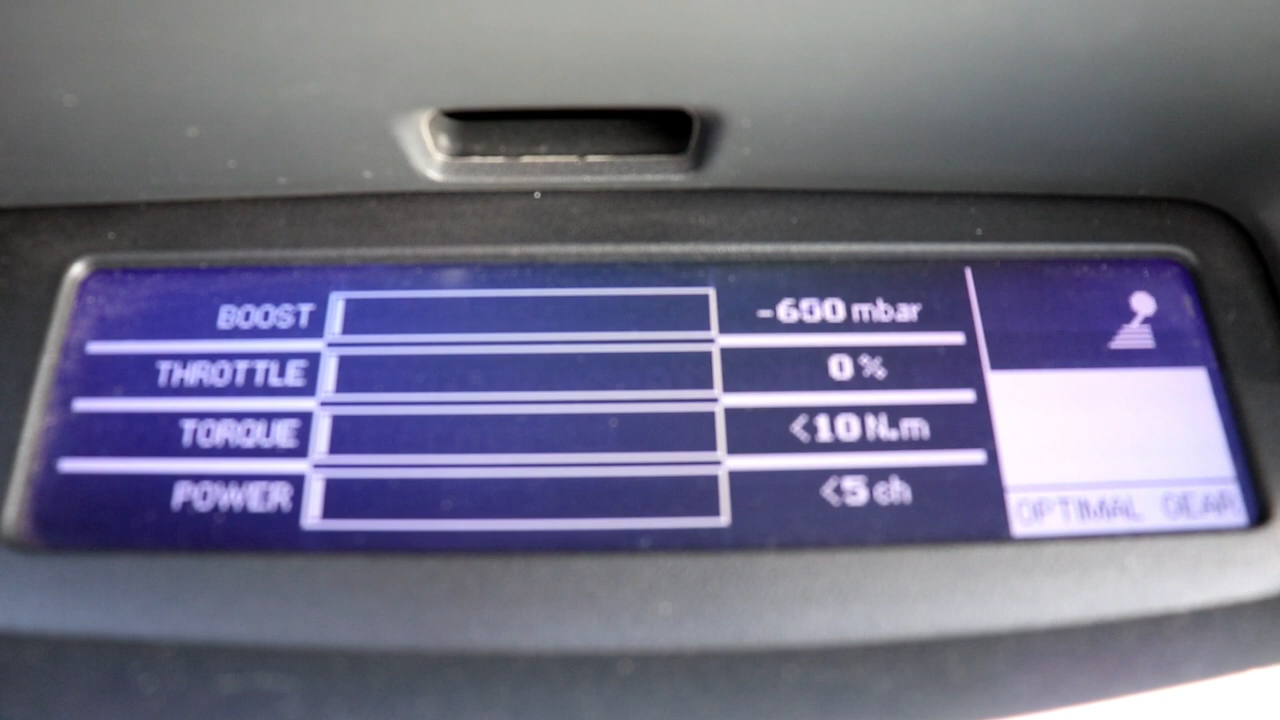 BOOST -600 mbar
THROTTLE 0 %
TORQUE <10 N.m
POWER <5 ch
OPTIMAL GEAR